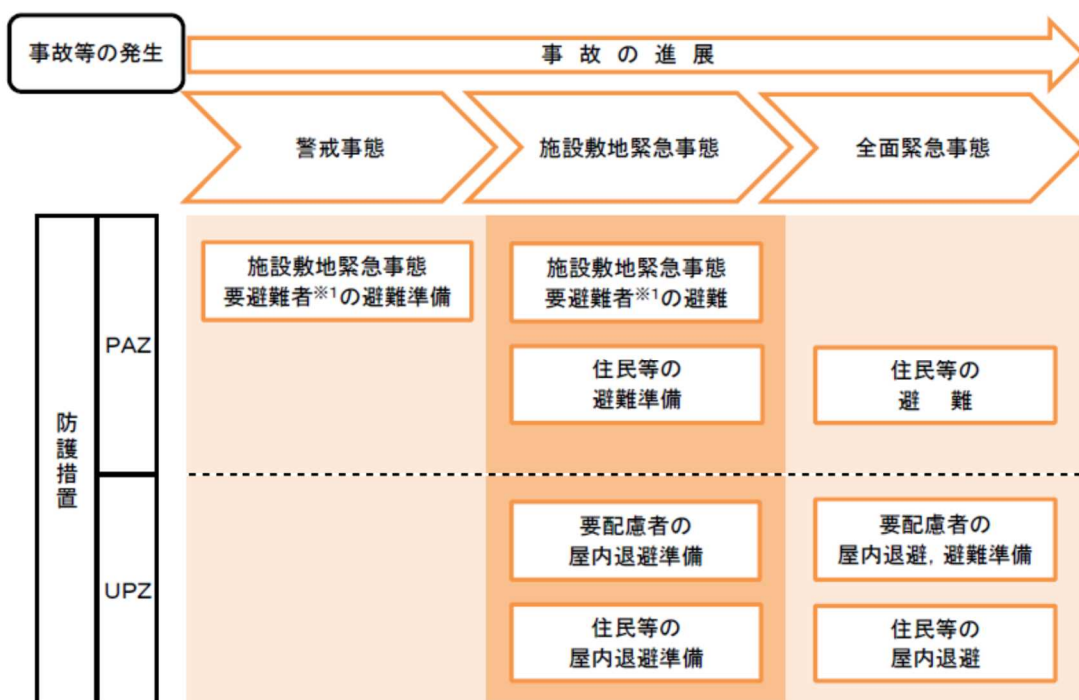 事故等の発生
事故の進展
警戒事態
施設敷地緊急事態
全面緊急事態
防護措置
PAZ
施設敷地緊急事態
要避難者※1の避難準備
施設敷地緊急事態
要避難者※1の避難
住民等の
避難準備
住民等の
避難
UPZ
要配慮者の
屋内退避準備
要配慮者の
屋内退避,避難準備
住民等の
屋内退避準備
住民等の
屋内退避